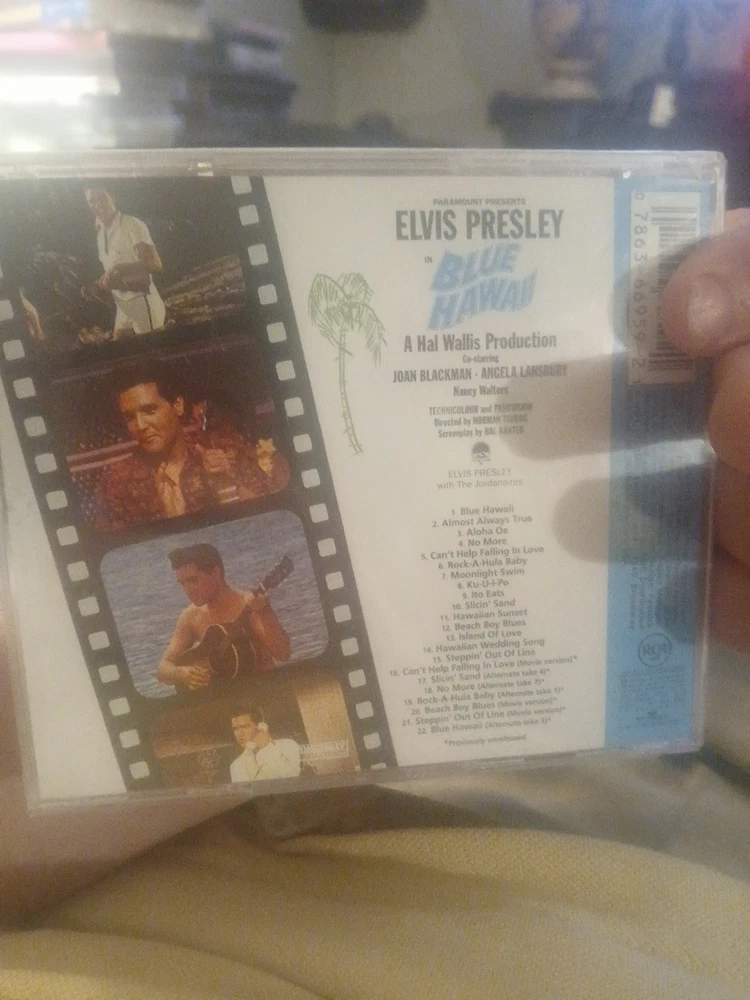 PARAMOUNT PRESENTS
ELVIS PRESLEY
IN BLUE
HAWAII
A Hal Wallis Production
Co-starring
JOAN BLACKMAN · ANGELA LANSBURY
Nancy Walters
TECHNICOLOUR and PANAVISION
Directed by NORMAN TAUROG
Screenplay by HAL KANTER
ELVIS PRESLEY
with The Jordanaires
1. Blue Hawaii
2. Almost Always True
3. Aloha Oe
4. No More
5. Can't Help Falling In Love
6. Rock-A-Hula Baby
7. Moonlight Swim
8. Ku-U-I-Po
9. Ito Eats
10. Slicin' Sand
11. Hawaiian Sunset
12. Beach Boy Blues
13. Island Of Love
14. Hawaiian Wedding Song
15. Steppin' Out Of Line
16. Can't Help Falling In Love (Movie version)*
17. Slicin' Sand (Alternate take 4)*
18. No More (Alternate take 7)*
19. Rock-A-Hula Baby (Alternate take 1)*
20. Beach Boy Blues (Movie version)*
21. Steppin' Out Of Line (Movie version)*
22. Blue Hawaii (Alternate take 3)*
*Previously unreleased
0 7863-66959-2
RCA